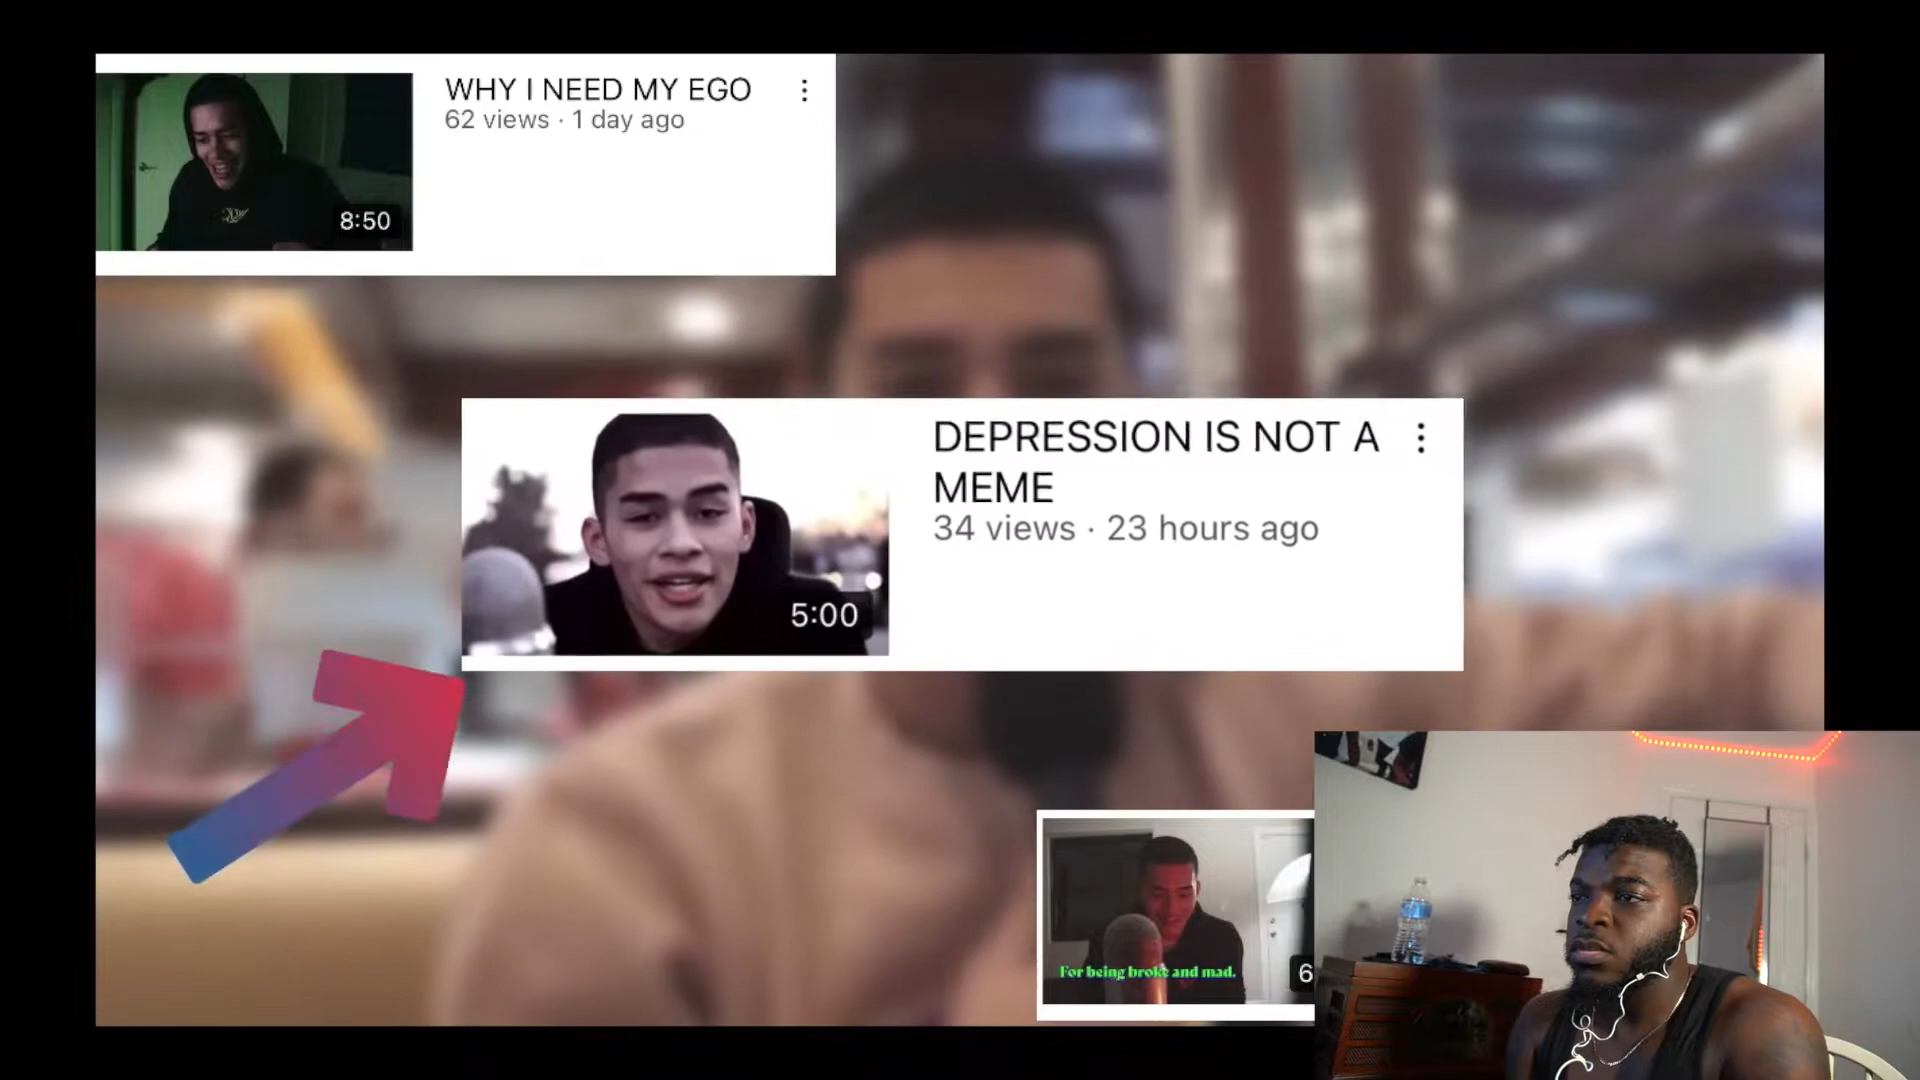 WHY I NEED MY EGO
62 views · 1 day ago
8:50
DEPRESSION IS NOT A
MEME
34 views · 23 hours ago
5:00
For being broke and mad.
6